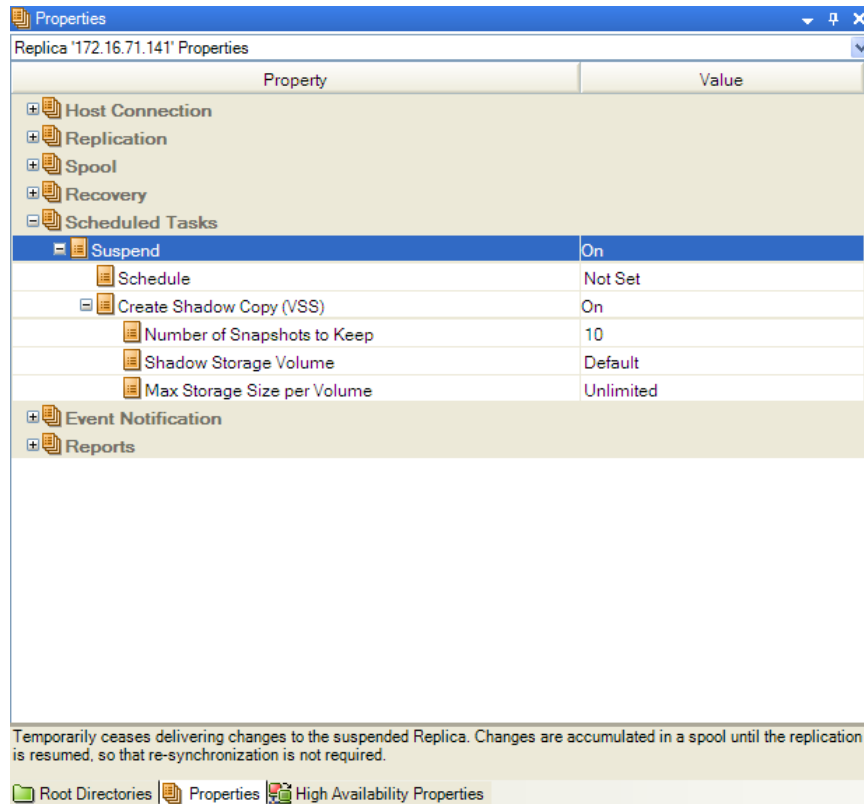 Properties
Replica '172.16.71.141' Properties
Property Value
Host Connection
Replication
Spool
Recovery
Scheduled Tasks
Suspend On
Schedule Not Set
Create Shadow Copy (VSS) On
Number of Snapshots to Keep 10
Shadow Storage Volume Default
Max Storage Size per Volume Unlimited
Event Notification
Reports
Temporarily ceases delivering changes to the suspended Replica. Changes are accumulated in a spool until the replication
is resumed, so that re-synchronization is not required.
Root Directories Properties High Availability Properties